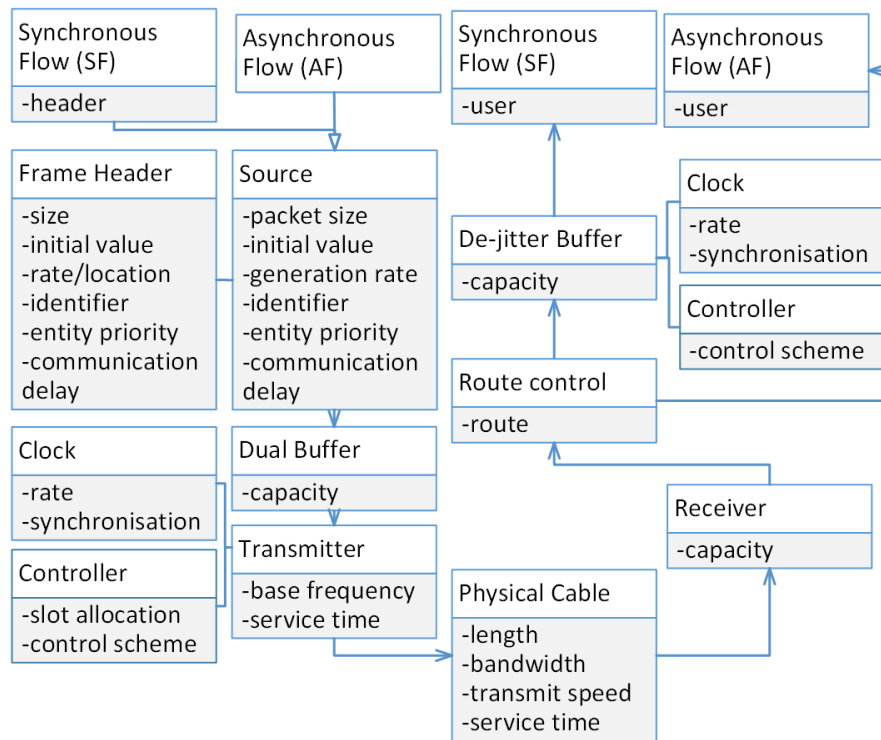 Synchronous
Flow (SF)
-header
Asynchronous
Flow (AF)
Synchronous
Flow (SF)
-user
Asynchronous
Flow (AF)
-user
Frame Header
-size
-initial value
-rate/location
-identifier
-entity priority
-communication
delay
Source
-packet size
-initial value
-generation rate
-identifier
-entity priority
-communication
delay
De-jitter Buffer
-capacity
Clock
-rate
-synchronisation
Controller
-control scheme
Route control
-route
Clock
-rate
-synchronisation
Dual Buffer
-capacity
Receiver
-capacity
Controller
-slot allocation
-control scheme
Transmitter
-base frequency
-service time
Physical Cable
-length
-bandwidth
-transmit speed
-service time